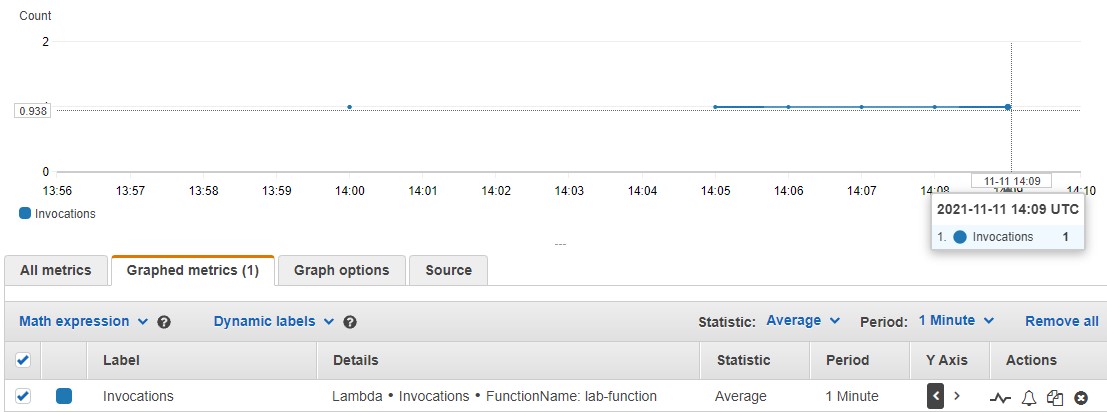 Count
2
0.938
0
13:56 13:57 13:58 13:59 14:00 14:01 14:02 14:03 14:04 14:05 14:06 14:07 14:08 14:10
11-11 14:09
Invocations
2021-11-11 14:09 UTC
1. Invocations 1
All metrics Graphed metrics (1) Graph options Source
Math expression Dynamic labels Statistic: Average Period: 1 Minute Remove all
Label Details Statistic Period Y Axis Actions
Invocations Lambda • Invocations • FunctionName: lab-function Average 1 Minute